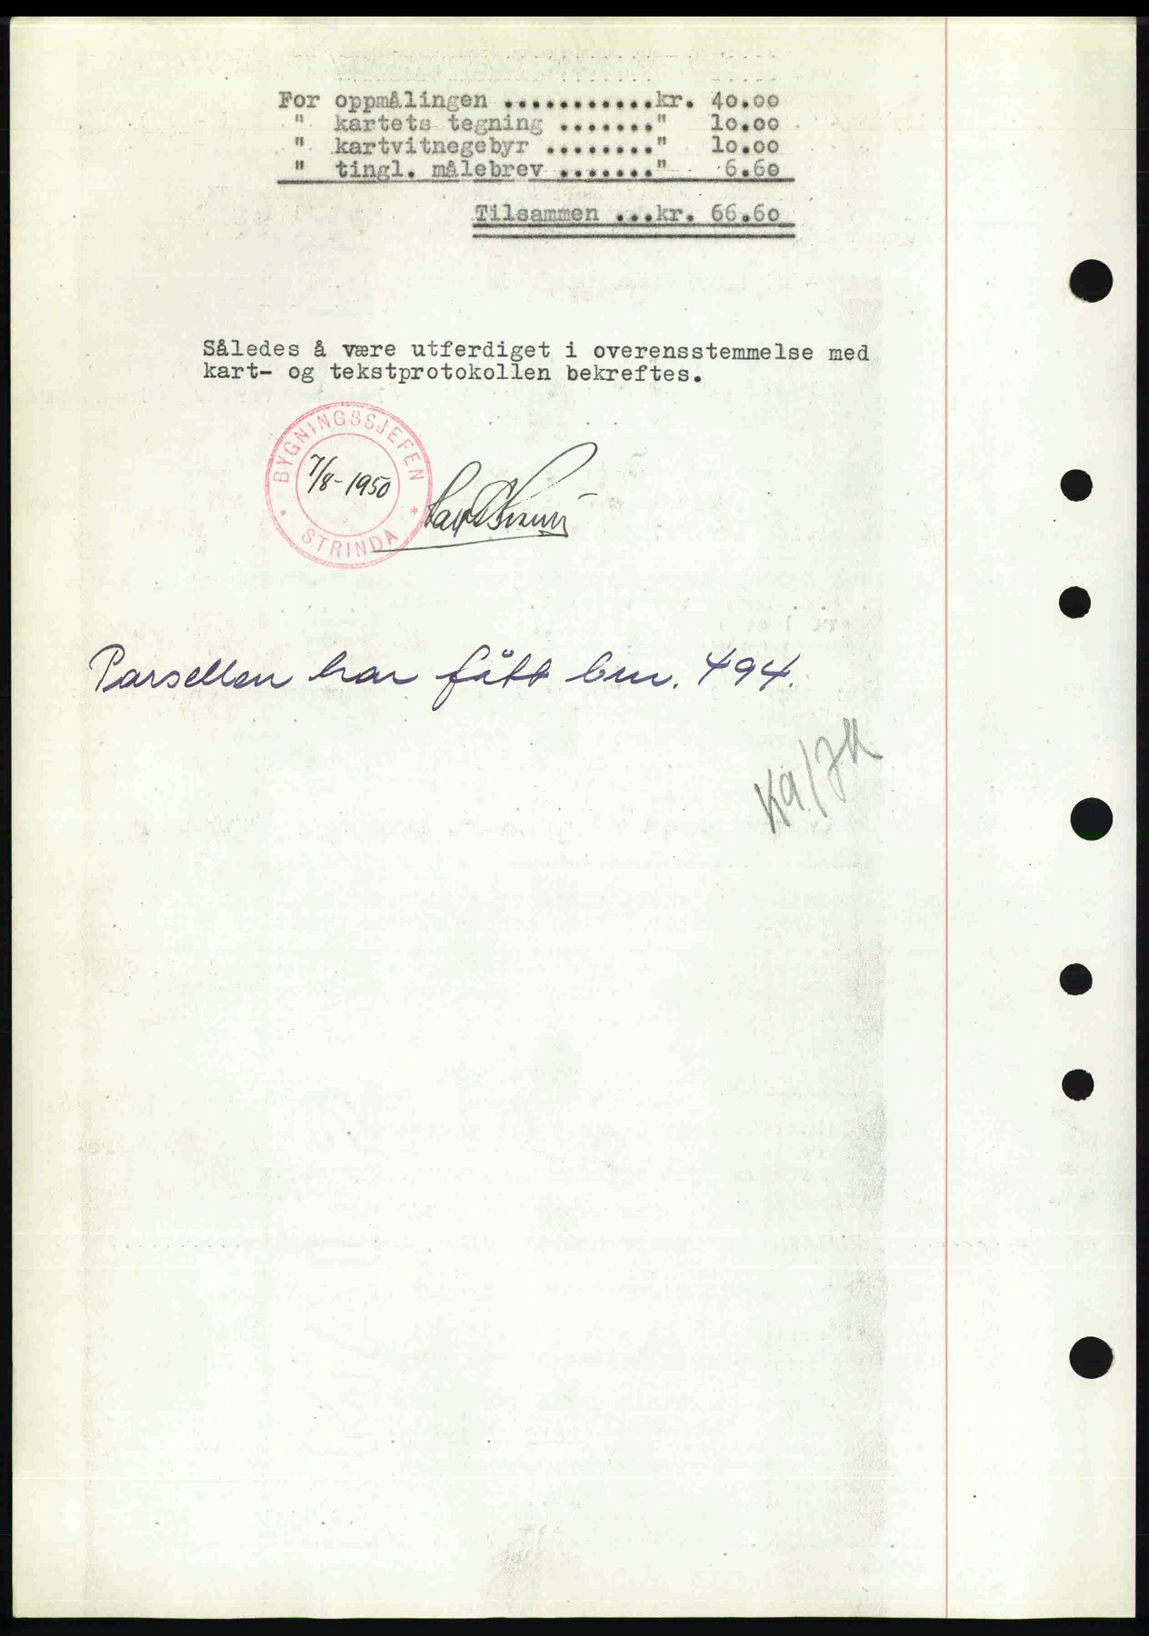 For oppmålingen ...........kr. 40.00
" kartets tegning ......." 10.00
" kartvitnegebyr ........" 10.00
" tingl. målebrev ......." 6.60
Tilsammen ...kr. 66.60
Således å være utferdiget i overensstemmelse med
kart- og tekstprotokollen bekreftes.
BYGNINGSSJEFEN
7/8-1950
* STRINDA *
Parsellen har fått bnr. 494.